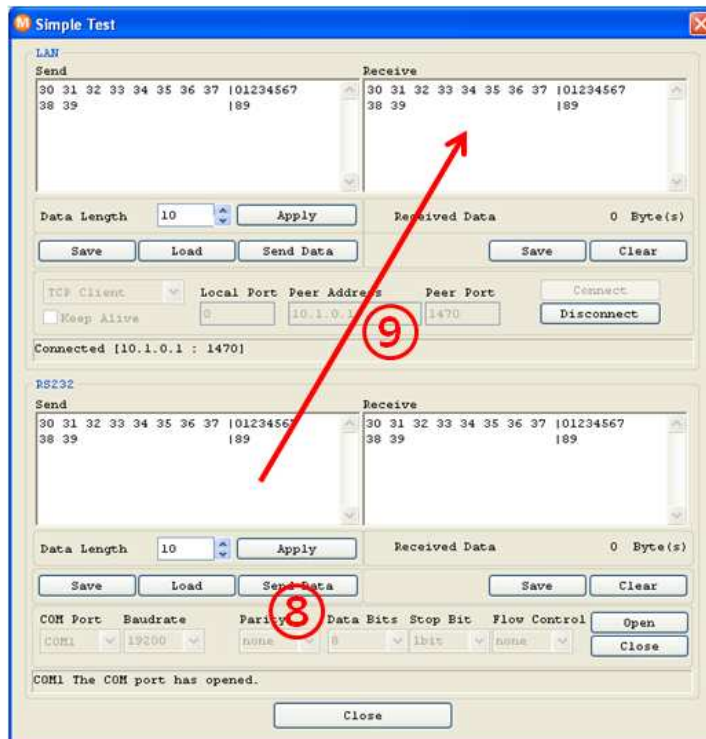 Simple Test
LAN
Send Receive
30 31 32 33 34 35 36 37 |01234567 30 31 32 33 34 35 36 37 |01234567
38 39 |89 38 39 |89
Data Length 10 Apply Received Data 0 Byte(s)
Save Load Send Data Save Clear
TCP Client Local Port Peer Address Peer Port Connect
Keep Alive 0 10.1.0.1 1470 Disconnect
⑨
Connected [10.1.0.1 : 1470]
RS232
Send Receive
30 31 32 33 34 35 36 37 |01234567 30 31 32 33 34 35 36 37 |01234567
38 39 |89 38 39 |89
Data Length 10 Apply Received Data 0 Byte(s)
Save Load Send Data Save Clear
⑧
COM Port Baudrate Parity Data Bits Stop Bit Flow Control Open
COM1 19200 none 8 1bit none Close
COM1 The COM port has opened.
Close